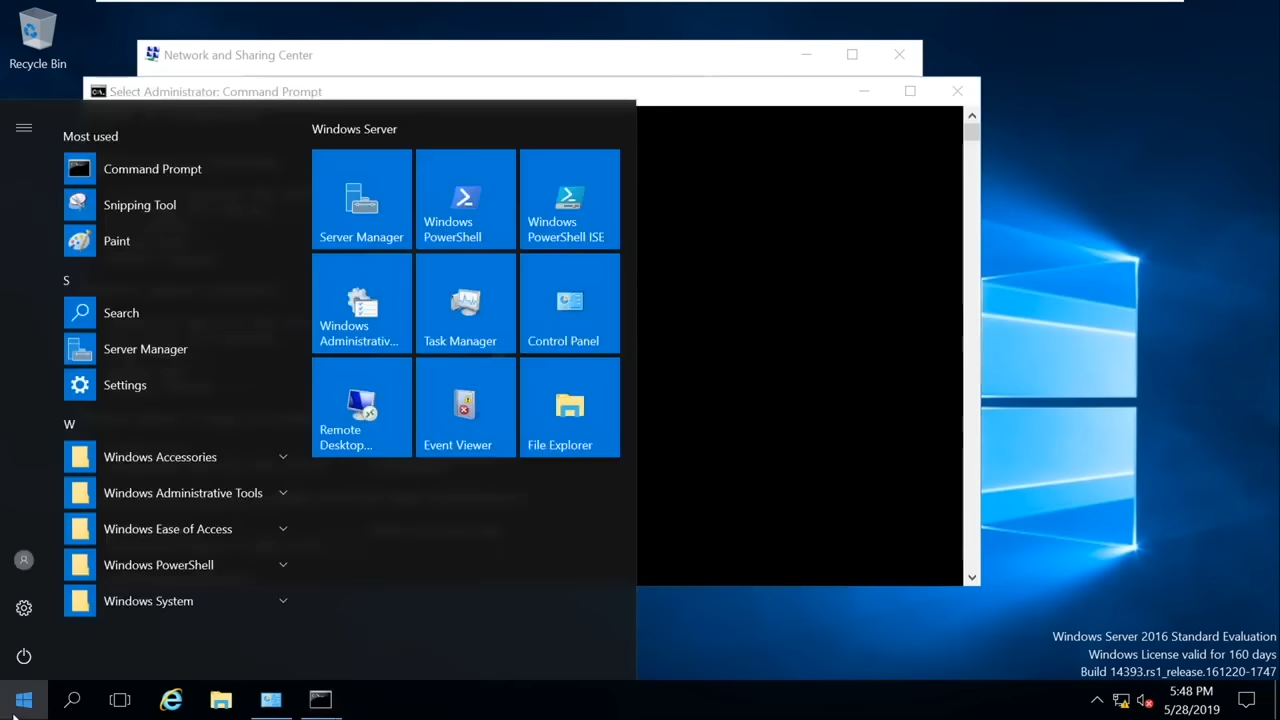 Recycle Bin
Network and Sharing Center
Select Administrator: Command Prompt
Most used
Command Prompt
Snipping Tool
Paint
S
Search
Server Manager
Settings
W
Windows Accessories
Windows Administrative Tools
Windows Ease of Access
Windows PowerShell
Windows System
Windows Server
Server Manager
Windows
PowerShell
Windows
PowerShell ISE
Windows
Administrativ...
Task Manager
Control Panel
Remote
Desktop...
Event Viewer
File Explorer
Windows Server 2016 Standard Evaluation
Windows License valid for 160 days
Build 14393.rs1_release.161220-1747
5:48 PM
5/28/2019